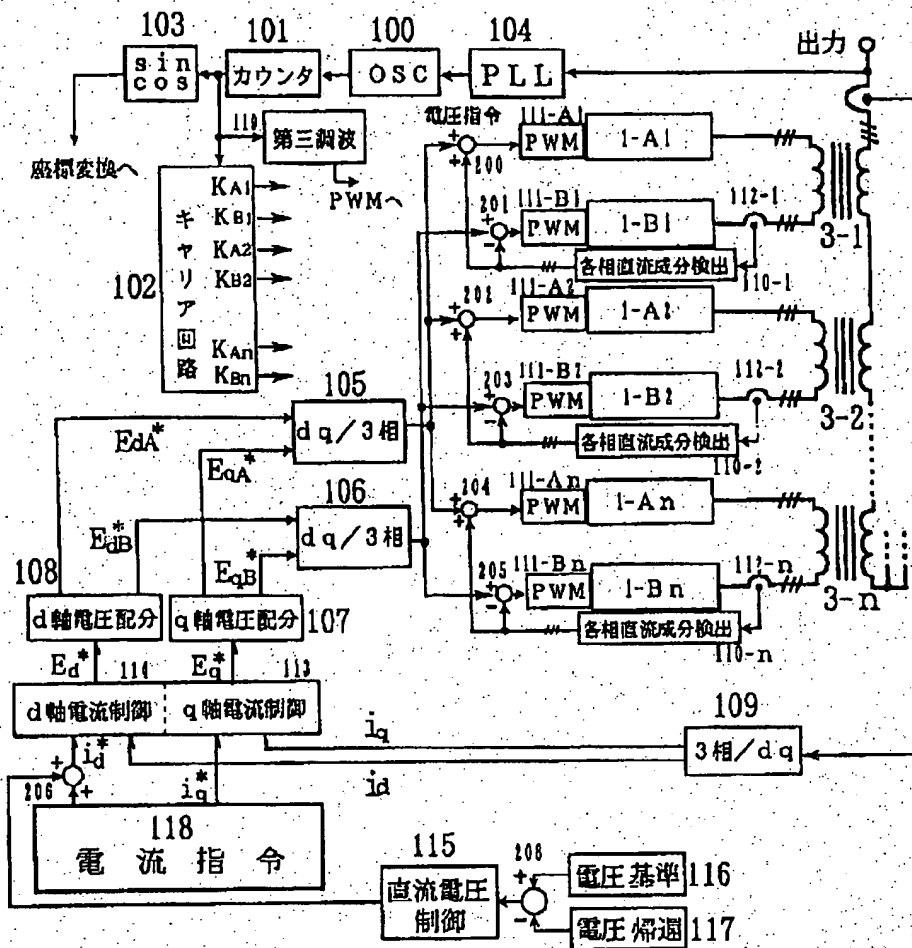 103
101
100
104
出力
sin
cos
カウンタ
OSC
PLL
119
第三調波
座標変換へ
PWMへ
102
キャリア回路
KA1
KB1
KA2
KB2
KAn
KBn
電圧指令
111-A1
PWM
1-A1
+
+
200
201
111-B1
PWM
1-B1
112-1
3-1
+
-
各相直流成分検出
110-1
202
111-A2
PWM
1-A2
+
+
203
111-B2
PWM
1-B2
112-2
3-2
+
-
各相直流成分検出
110-2
204
111-An
PWM
1-An
+
+
205
111-Bn
PWM
1-Bn
112-n
3-n
+
-
各相直流成分検出
110-n
105
dq/3相
EdA*
EqA*
106
dq/3相
EdB*
EqB*
108
d軸電圧配分
q軸電圧配分
107
Ed*
114
Eq*
113
d軸電流制御
q軸電流制御
iq
id
109
3相/dq
id*
iq*
+
206
+
118
電流指令
115
直流電圧
制御
208
+
-
電圧基準
116
電圧帰還
117